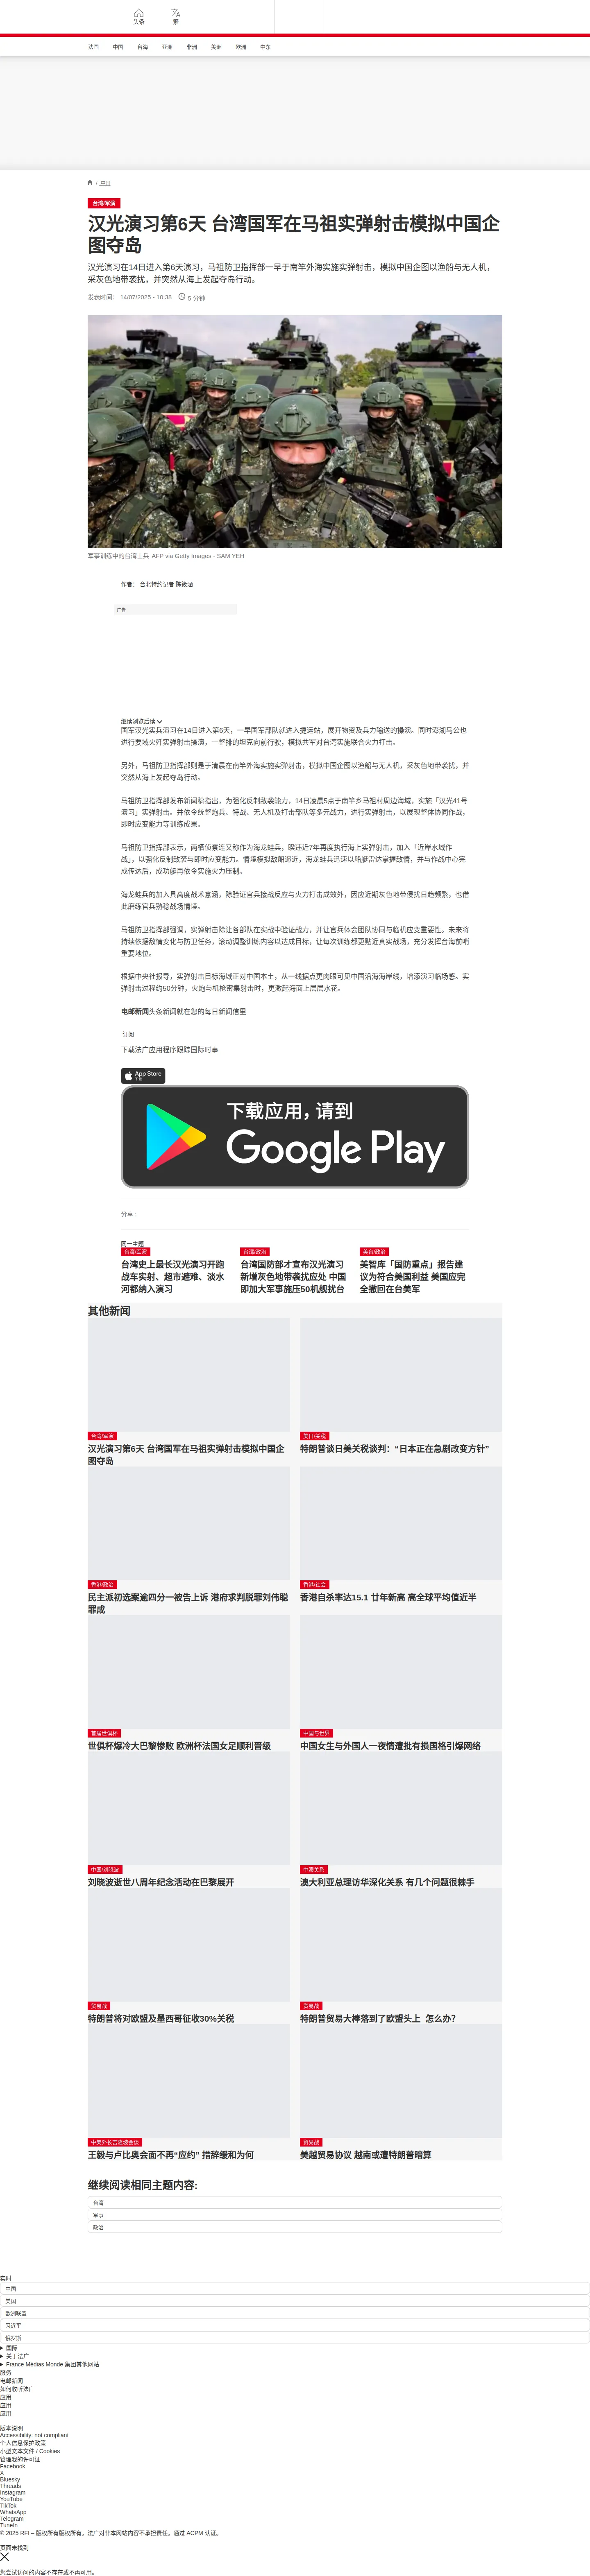 头条
繁
法国 中国 台海 亚洲 非洲 美洲 欧洲 中东
/ 中国
台湾/军演
汉光演习第6天 台湾国军在马祖实弹射击模拟中国企
图夺岛
汉光演习在14日进入第6天演习，马祖防卫指挥部一早于南竿外海实施实弹射击，模拟中国企图以渔船与无人机，
采灰色地带袭扰，并突然从海上发起夺岛行动。
发表时间： 14/07/2025 - 10:38 5 分钟
军事训练中的台湾士兵 AFP via Getty Images - SAM YEH
作者： 台北特约记者 陈筱涵
广告
继续浏览后续
国军汉光实兵演习在14日进入第6天，一早国军部队就进入捷运站，展开物资及兵力输送的操演。同时澎湖马公也
进行要域火歼实弹射击操演，一整排的坦克向前行驶，模拟共军对台湾实施联合火力打击。
另外，马祖防卫指挥部则是于清晨在南竿外海实施实弹射击，模拟中国企图以渔船与无人机，采灰色地带袭扰，并
突然从海上发起夺岛行动。
马祖防卫指挥部发布新闻稿指出，为强化反制敌袭能力，14日凌晨5点于南竿乡马祖村周边海域，实施「汉光41号
演习」实弹射击。并依令统整炮兵、特战、无人机及打击部队等多元战力，进行实弹射击，以展现整体协同作战，
即时应变能力等训练成果。
马祖防卫指挥部表示，两栖侦察连又称作为海龙蛙兵，睽违近7年再度执行海上实弹射击，加入「近岸水域作
战」，以强化反制敌袭与即时应变能力。情境模拟敌船逼近，海龙蛙兵迅速以船艇雷达掌握敌情，并与作战中心完
成传达后，成功艇再依令实施火力压制。
海龙蛙兵的加入具高度战术意涵，除验证官兵接战反应与火力打击成效外，因应近期灰色地带侵扰日趋频繁，也借
此磨练官兵熟稔战场情境。
马祖防卫指挥部强调，实弹射击除让各部队在实战中验证战力，并让官兵体会团队协同与临机应变重要性。未来将
持续依据敌情变化与防卫任务，滚动调整训练内容以达成目标，让每次训练都更贴近真实战场，充分发挥台海前哨
重要地位。
根据中央社报导，实弹射击目标海域正对中国本土，从一线据点更肉眼可见中国沿海海岸线，增添演习临场感。实
弹射击过程约50分钟，火炮与机枪密集射击时，更激起海面上层层水花。
电邮新闻头条新闻就在您的每日新闻信里
订阅
下载法广应用程序跟踪国际时事
App Store
下载
下载应用，请到
Google Play
分享 :
同一主题
台湾/军演
台湾史上最长汉光演习开跑
战车实射、超市避难、淡水
河都纳入演习
台湾/政治
台湾国防部才宣布汉光演习
新增灰色地带袭扰应处 中国
即加大军事施压50机舰扰台
美台/政治
美智库「国防重点」报告建
议为符合美国利益 美国应完
全撤回在台美军
其他新闻
台湾/军演
汉光演习第6天 台湾国军在马祖实弹射击模拟中国企
图夺岛
美日/关税
特朗普谈日美关税谈判：“日本正在急剧改变方针”
香港/政治
民主派初选案逾四分一被告上诉 港府求判脱罪刘伟聪
罪成
香港/社会
香港自杀率达15.1 廿年新高 高全球平均值近半
首届世俱杯
世俱杯爆冷大巴黎惨败 欧洲杯法国女足顺利晋级
中国与世界
中国女生与外国人一夜情遭批有损国格引爆网络
中国/刘晓波
刘晓波逝世八周年纪念活动在巴黎展开
中澳关系
澳大利亚总理访华深化关系 有几个问题很棘手
贸易战
特朗普将对欧盟及墨西哥征收30%关税
贸易战
特朗普贸易大棒落到了欧盟头上 怎么办?
中美外长吉隆坡会谈
王毅与卢比奥会面不再“应约” 措辞缓和为何
贸易战
美越贸易协议 越南或遭特朗普暗算
继续阅读相同主题内容:
台湾
军事
政治
实时
中国
美国
欧洲联盟
习近平
俄罗斯
国际
关于法广
France Médias Monde 集团其他网站
服务
电邮新闻
如何收听法广
应用
应用
应用
版本说明
Accessibility: not compliant
个人信息保护政策
小型文本文件 / Cookies
管理我的许可证
Facebook
X
Bluesky
Threads
Instagram
YouTube
TikTok
WhatsApp
Telegram
TuneIn
© 2025 RFI – 版权所有版权所有。法广对非本网站内容不承担责任。通过 ACPM 认证。
页面未找到
您尝试访问的内容不存在或不再可用。